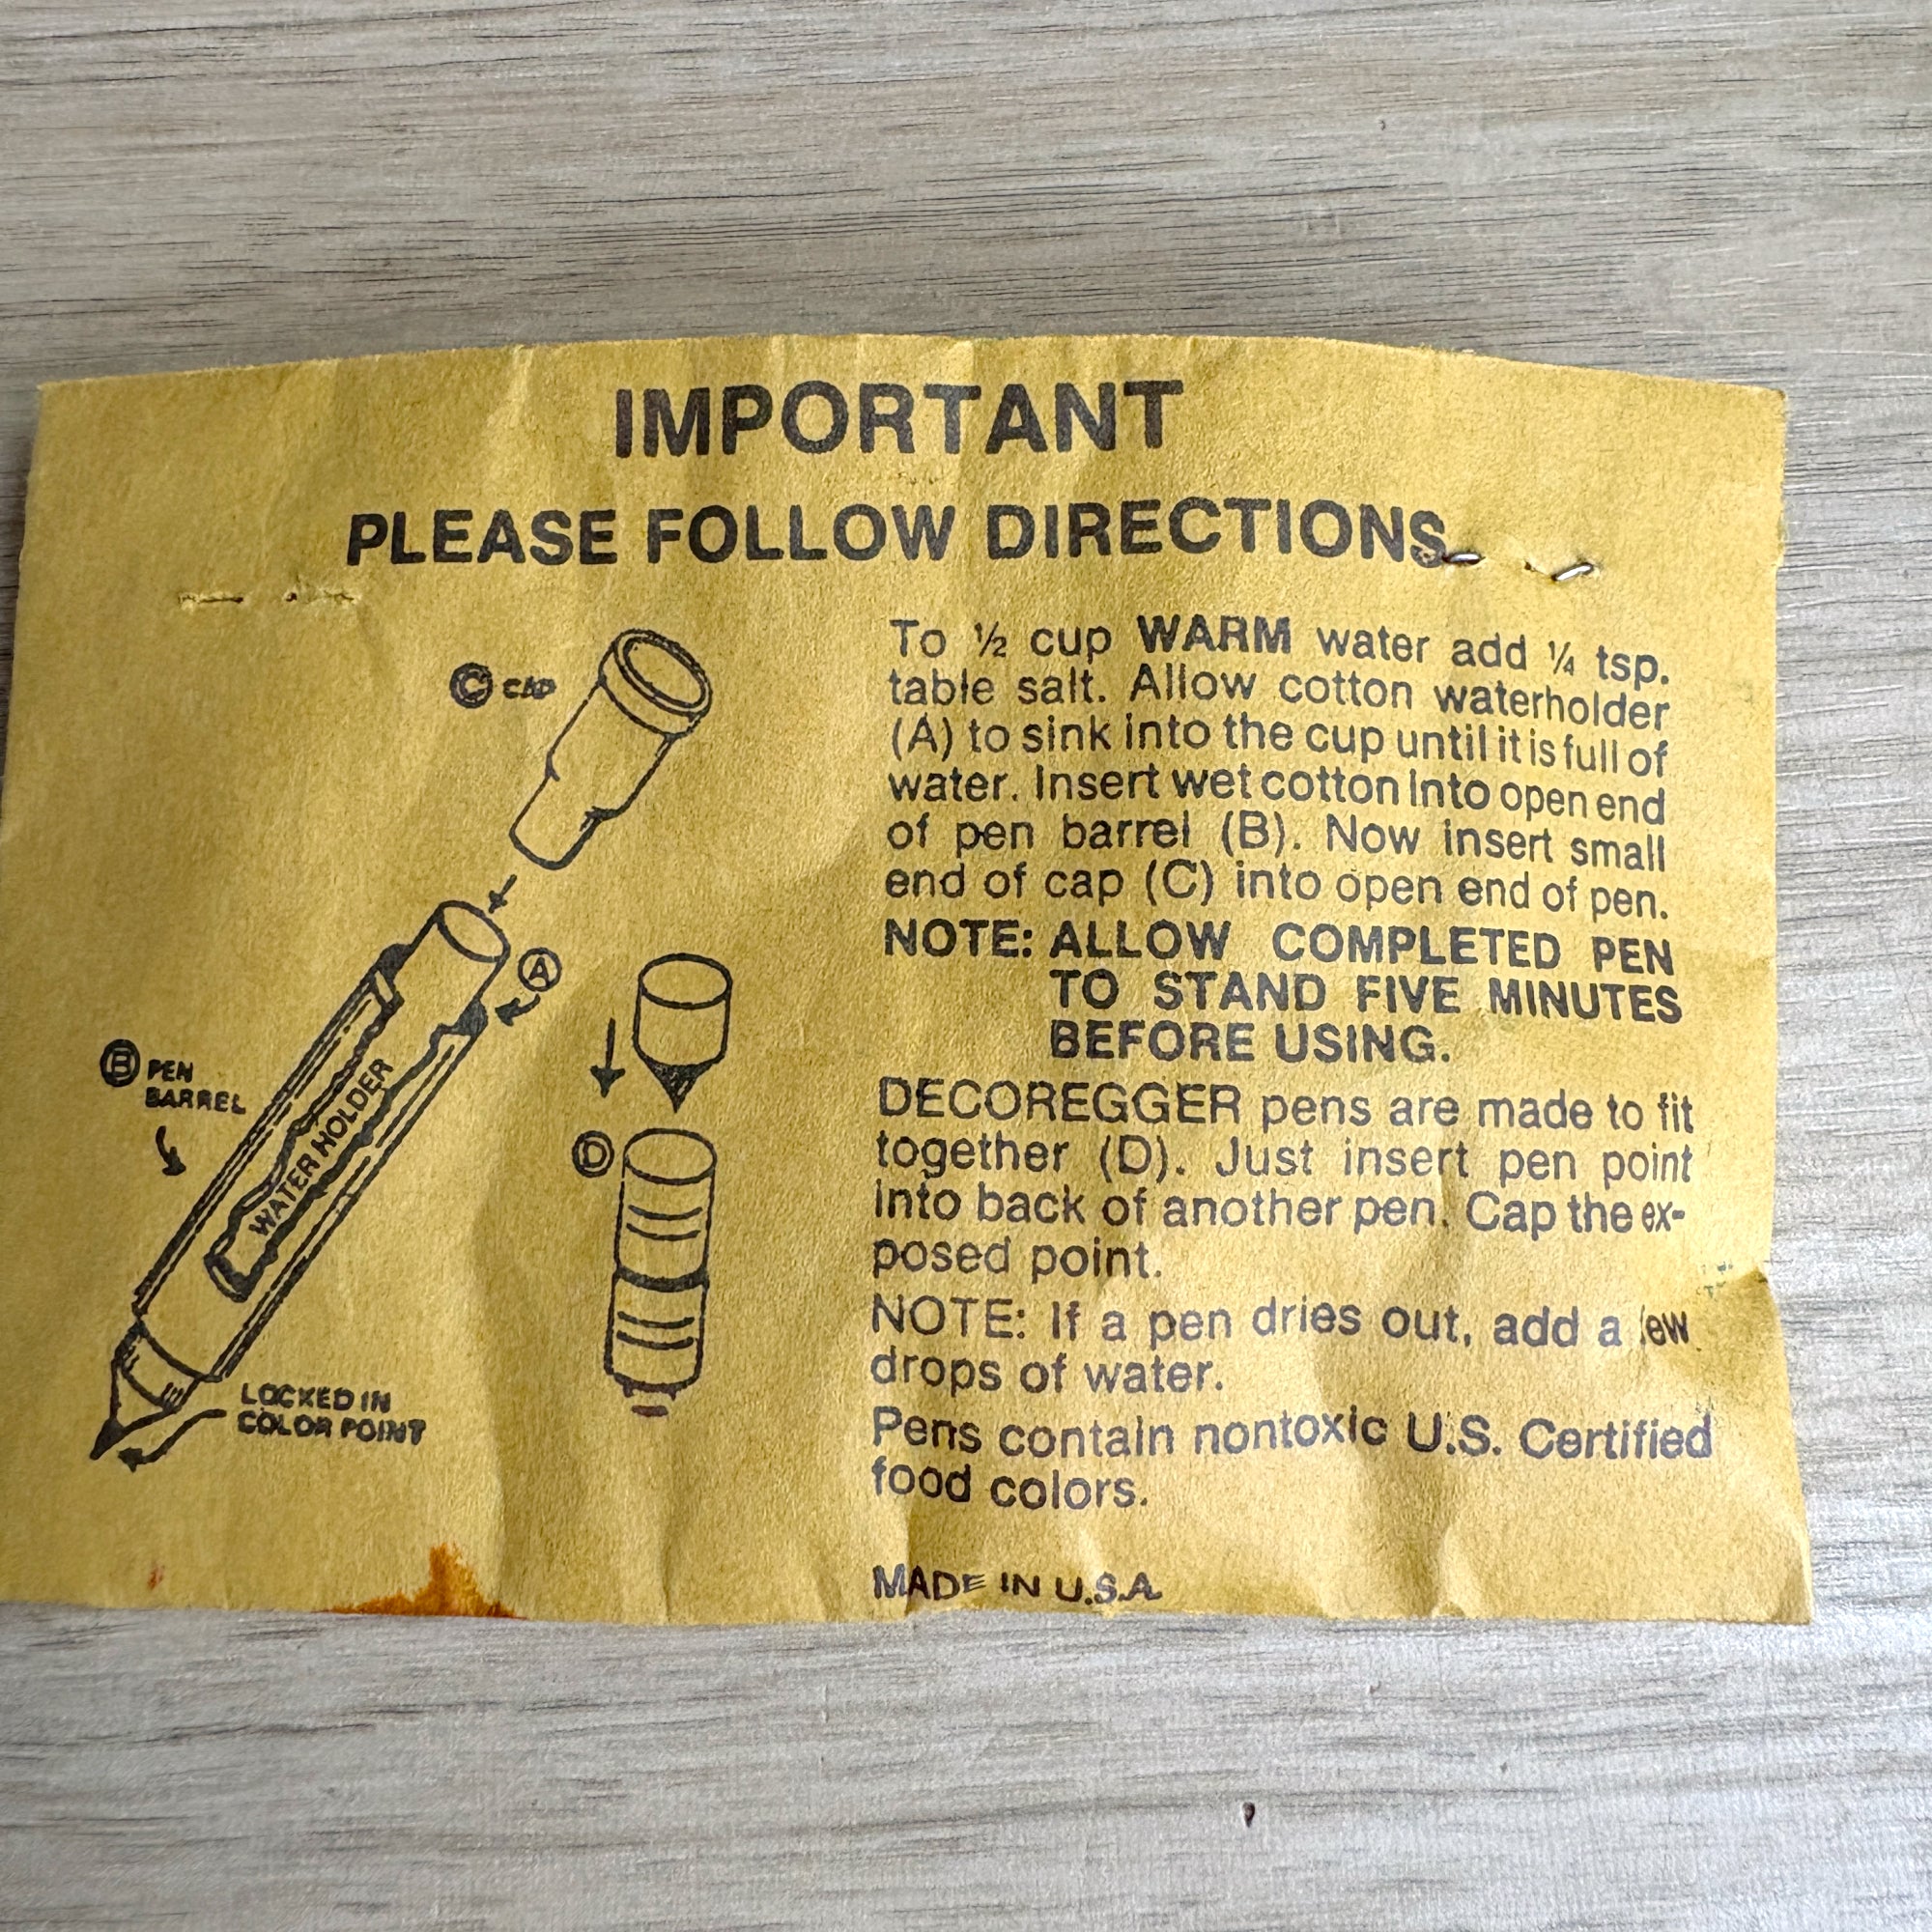 IMPORTANT
PLEASE FOLLOW DIRECTIONS
C CAP
A
B PEN
BARREL
WATER HOLDER
D
LOCKED IN
COLOR POINT
To ½ cup WARM water add ¼ tsp.
table salt. Allow cotton waterholder
(A) to sink into the cup until it is full of
water. Insert wet cotton into open end
of pen barrel (B). Now insert small
end of cap (C) into open end of pen.
NOTE: ALLOW COMPLETED PEN
TO STAND FIVE MINUTES
BEFORE USING.
DECOREGGER pens are made to fit
together (D). Just insert pen point
into back of another pen. Cap the ex-
posed point.
NOTE: If a pen dries out, add a few
drops of water.
Pens contain nontoxic U.S. Certified
food colors.
MADE IN U.S.A.